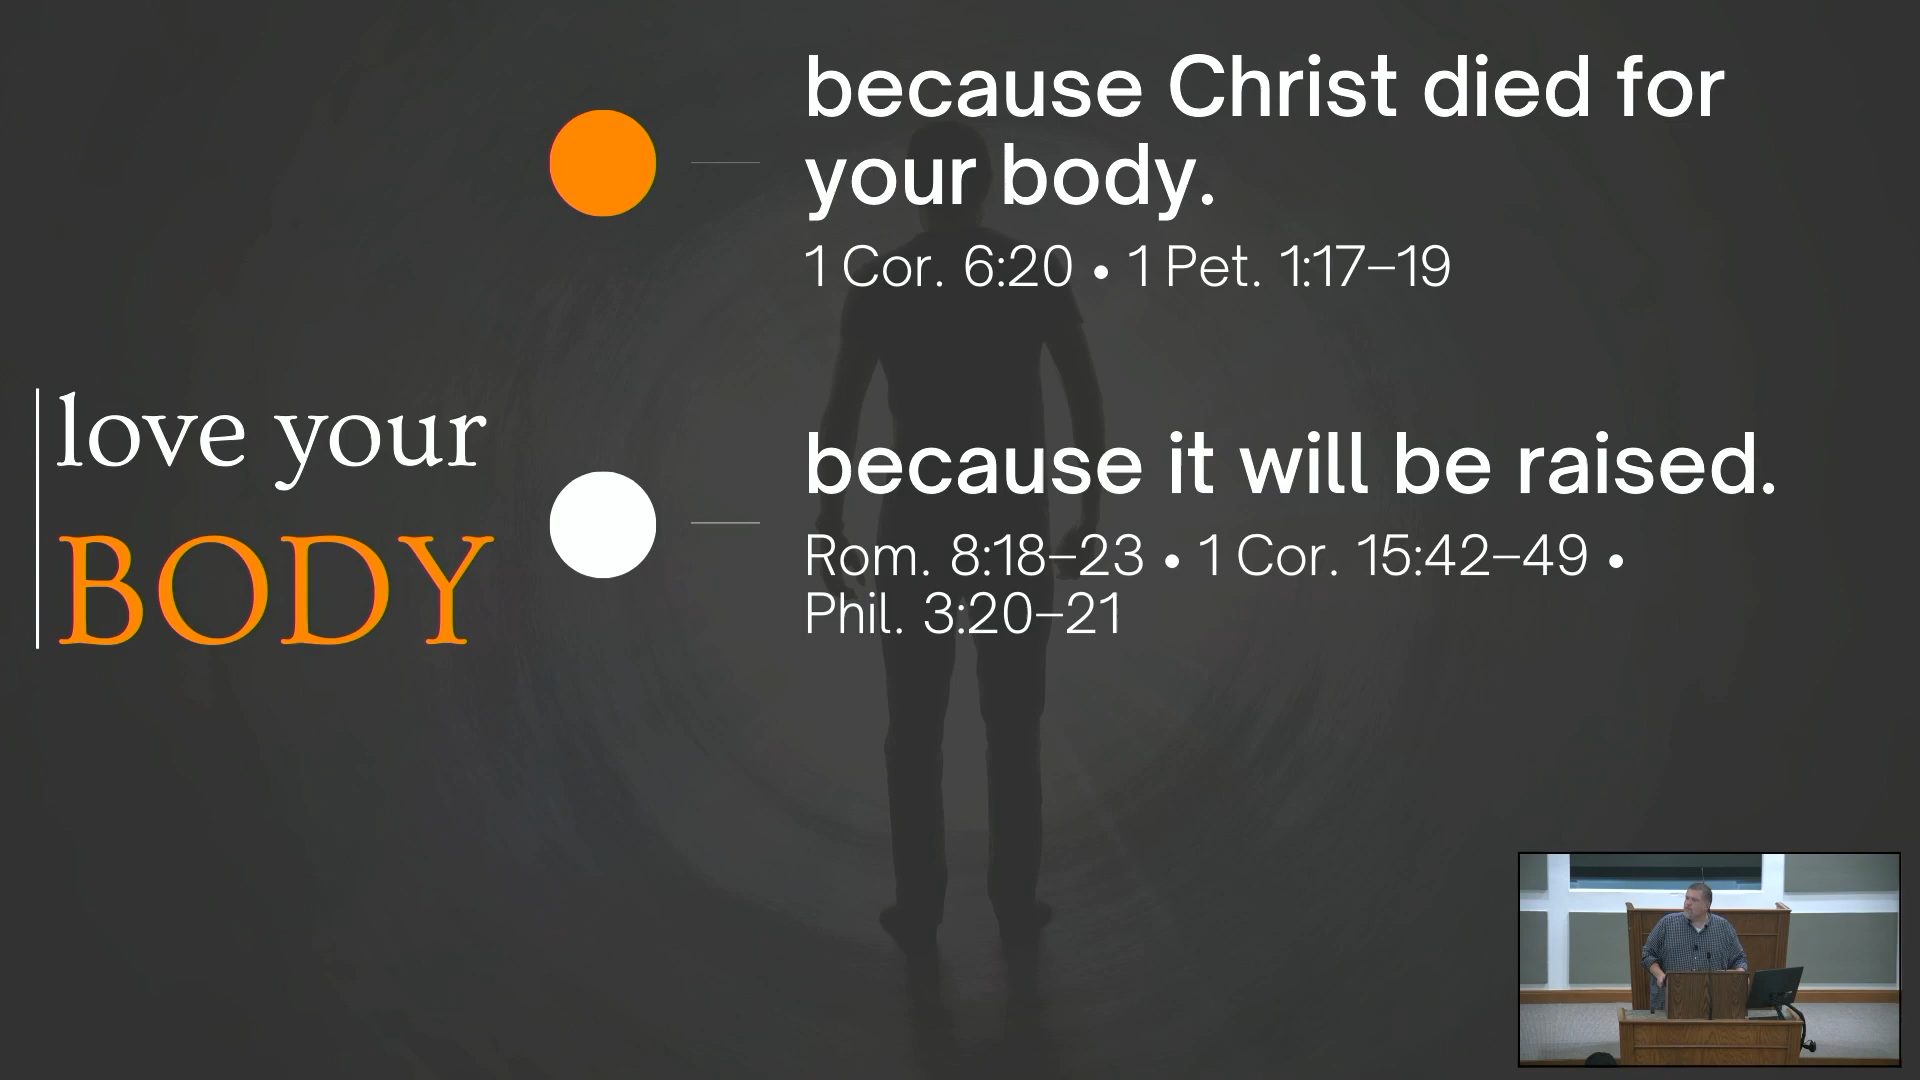 love your
BODY
because Christ died for
your body.
1 Cor. 6:20 • 1 Pet. 1:17–19
because it will be raised.
Rom. 8:18–23 • 1 Cor. 15:42–49 •
Phil. 3:20–21